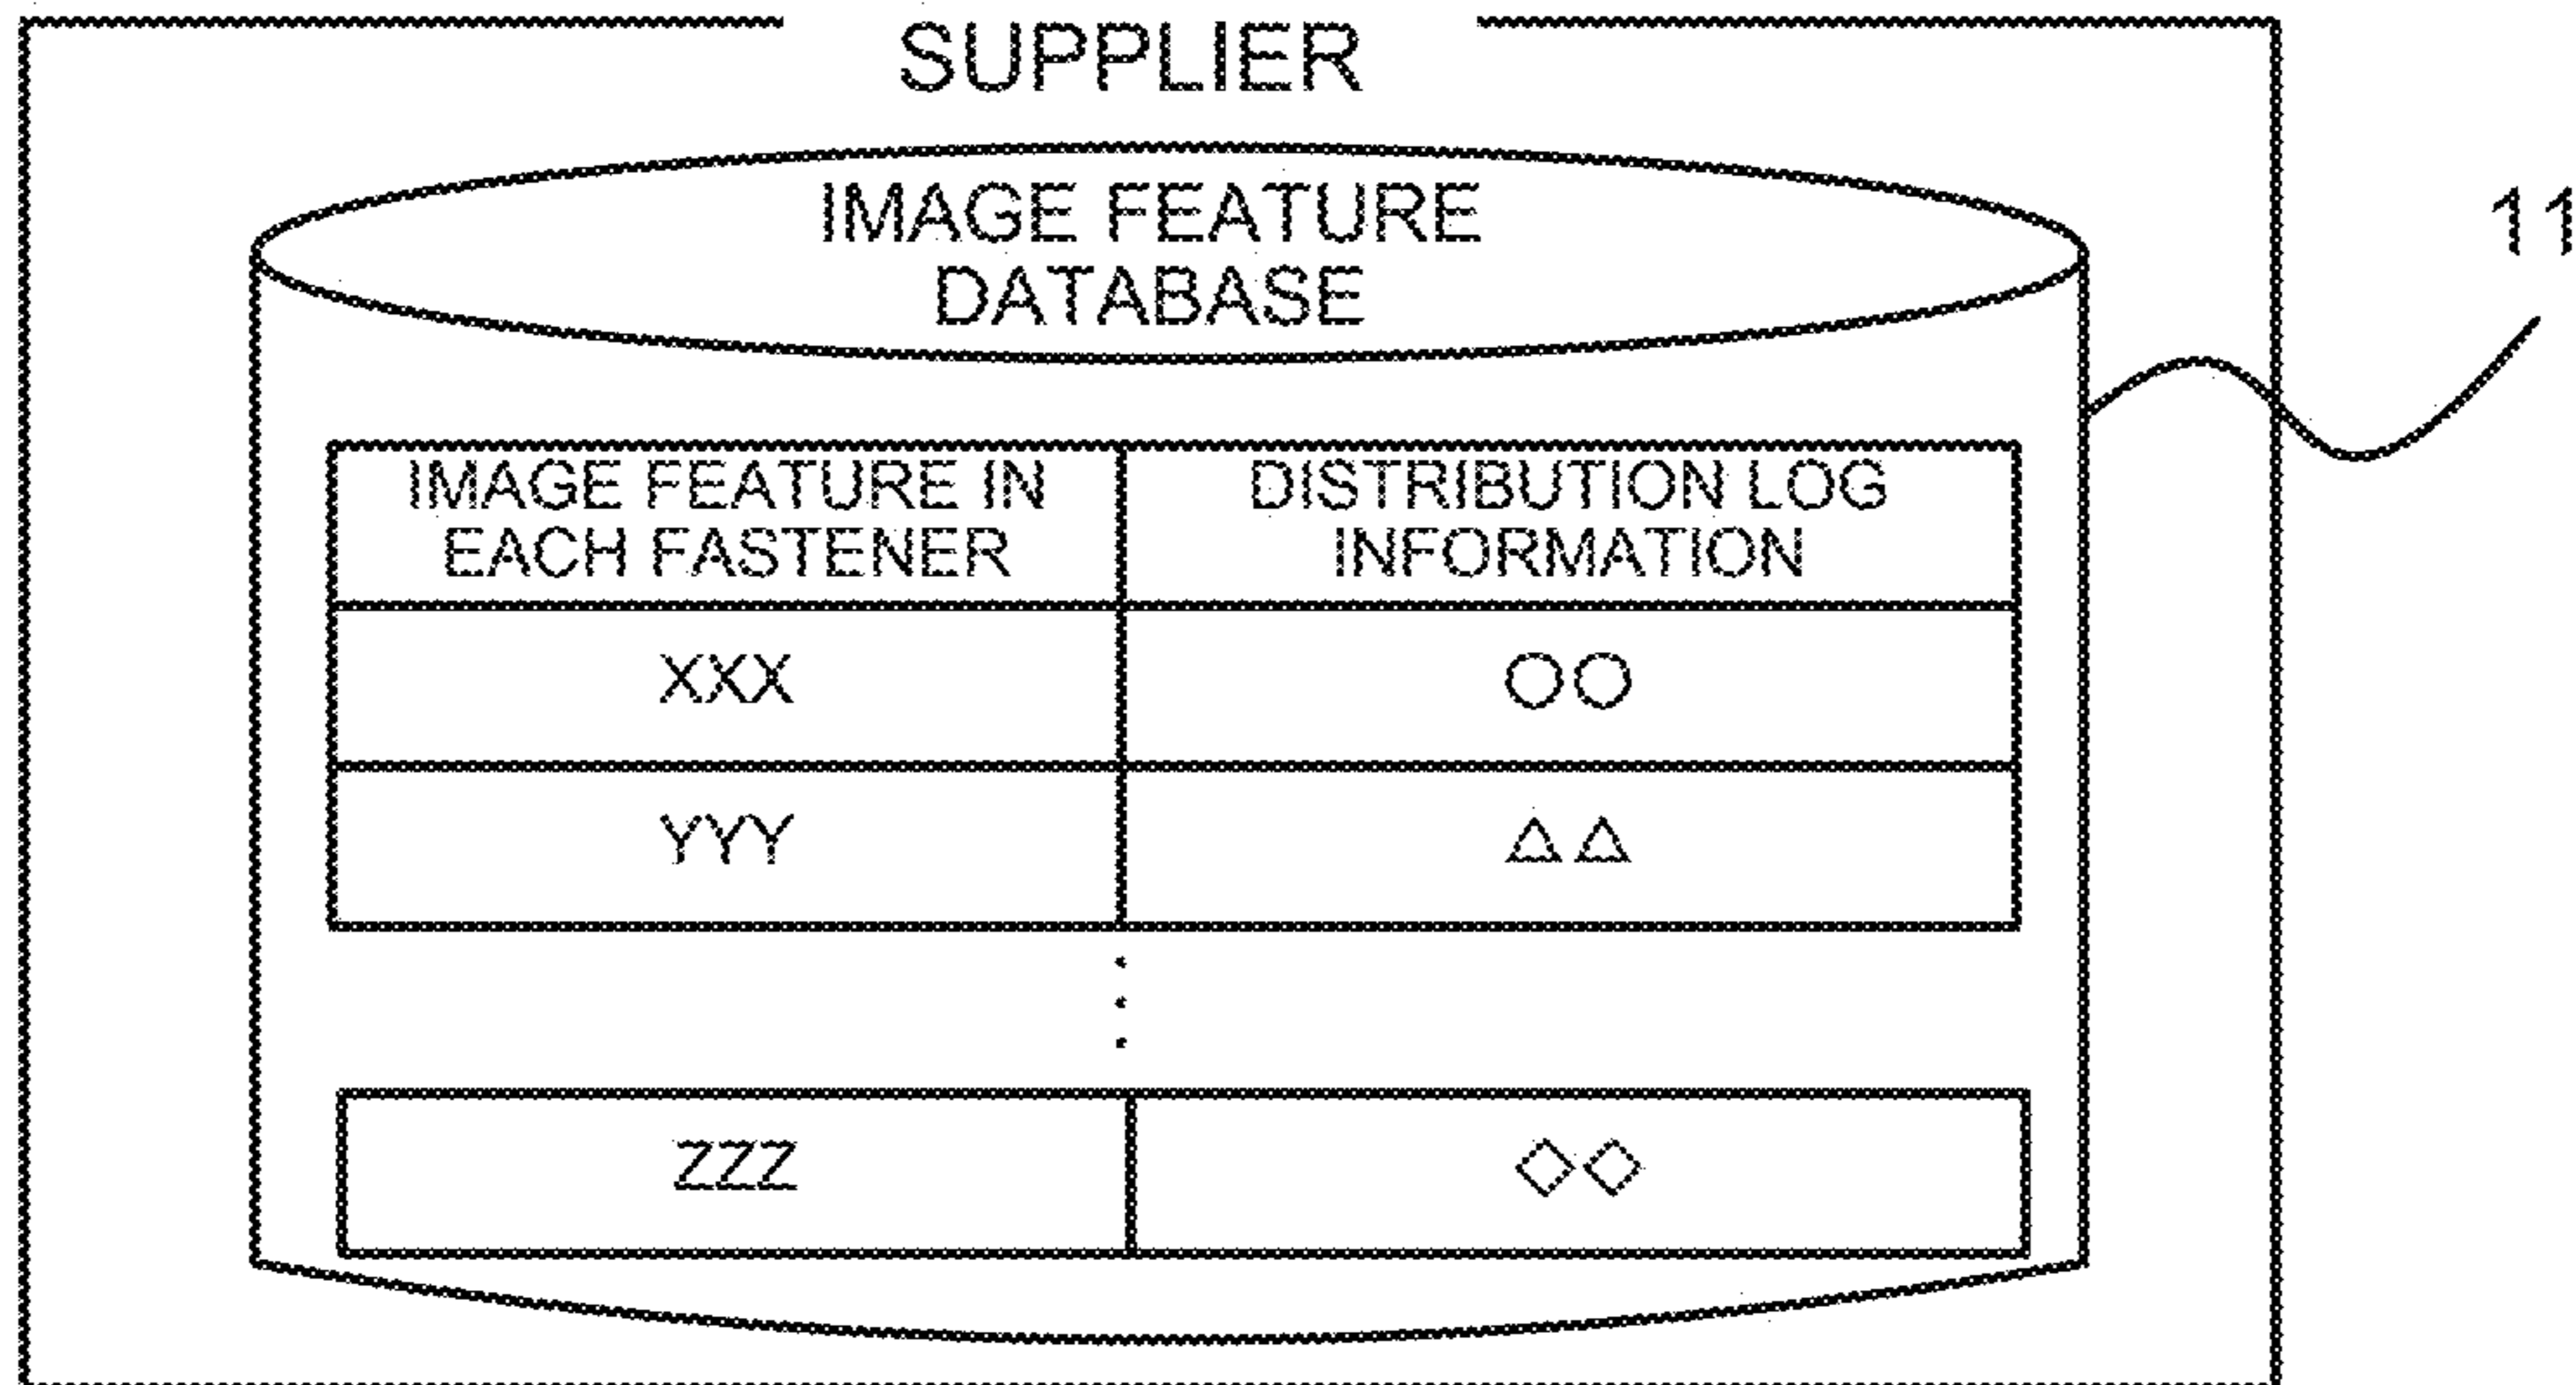 SUPPLIER
IMAGE FEATURE
DATABASE
11
IMAGE FEATURE IN
EACH FASTENER
DISTRIBUTION LOG
INFORMATION
XXX
○○
YYY
△△
ZZZ
◇◇